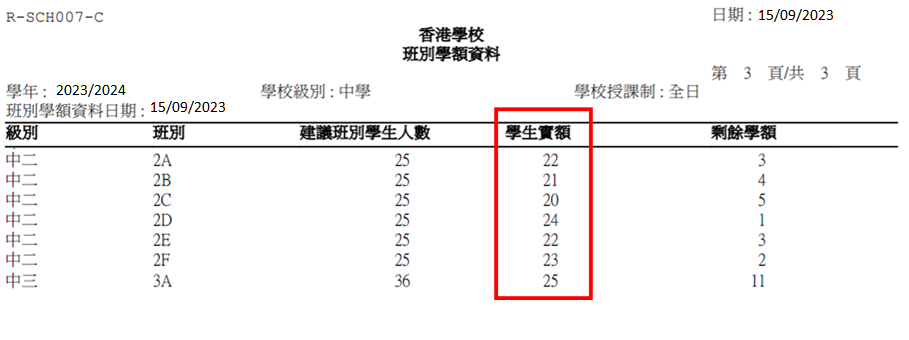 R-SCH007-C 日期 : 15/09/2023
香港學校
班別學額資料
第 3 頁/共 3 頁
學年 : 2023/2024 學校級別 : 中學 學校授課制 : 全日
班別學額資料日期 : 15/09/2023
級別 班別 建議班別學生人數 學生實額 剩餘學額
中二 2A 25 22 3
中二 2B 25 21 4
中二 2C 25 20 5
中二 2D 25 24 1
中二 2E 25 22 3
中二 2F 25 23 2
中三 3A 36 25 11